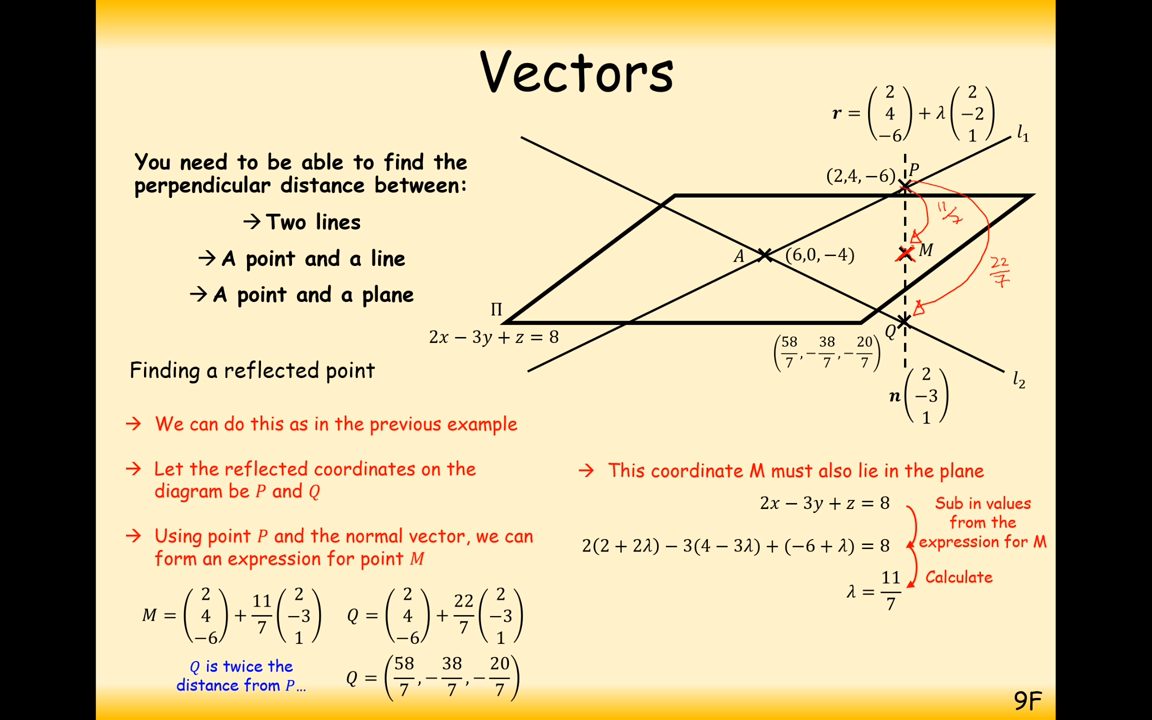 Vectors
You need to be able to find the
perpendicular distance between:
→ Two lines
→ A point and a line
→ A point and a plane
r = (2, 4, −6) + λ (2, −2, 1)
l₁
(2,4,−6)
P
11/7
A
(6,0,−4)
M
22/7
Π
2x − 3y + z = 8
Q
(58/7, −38/7, −20/7)
n (2, −3, 1)
l₂
Finding a reflected point
→ We can do this as in the previous example
→ Let the reflected coordinates on the
diagram be P and Q
→ Using point P and the normal vector, we can
form an expression for point M
M = (2, 4, −6) + 11/7 (2, −3, 1)
Q = (2, 4, −6) + 22/7 (2, −3, 1)
Q is twice the
distance from P…
Q = (58/7, −38/7, −20/7)
→ This coordinate M must also lie in the plane
2x − 3y + z = 8
2(2 + 2λ) − 3(4 − 3λ) + (−6 + λ) = 8
λ = 11/7
Sub in values
from the
expression for M
Calculate
9F